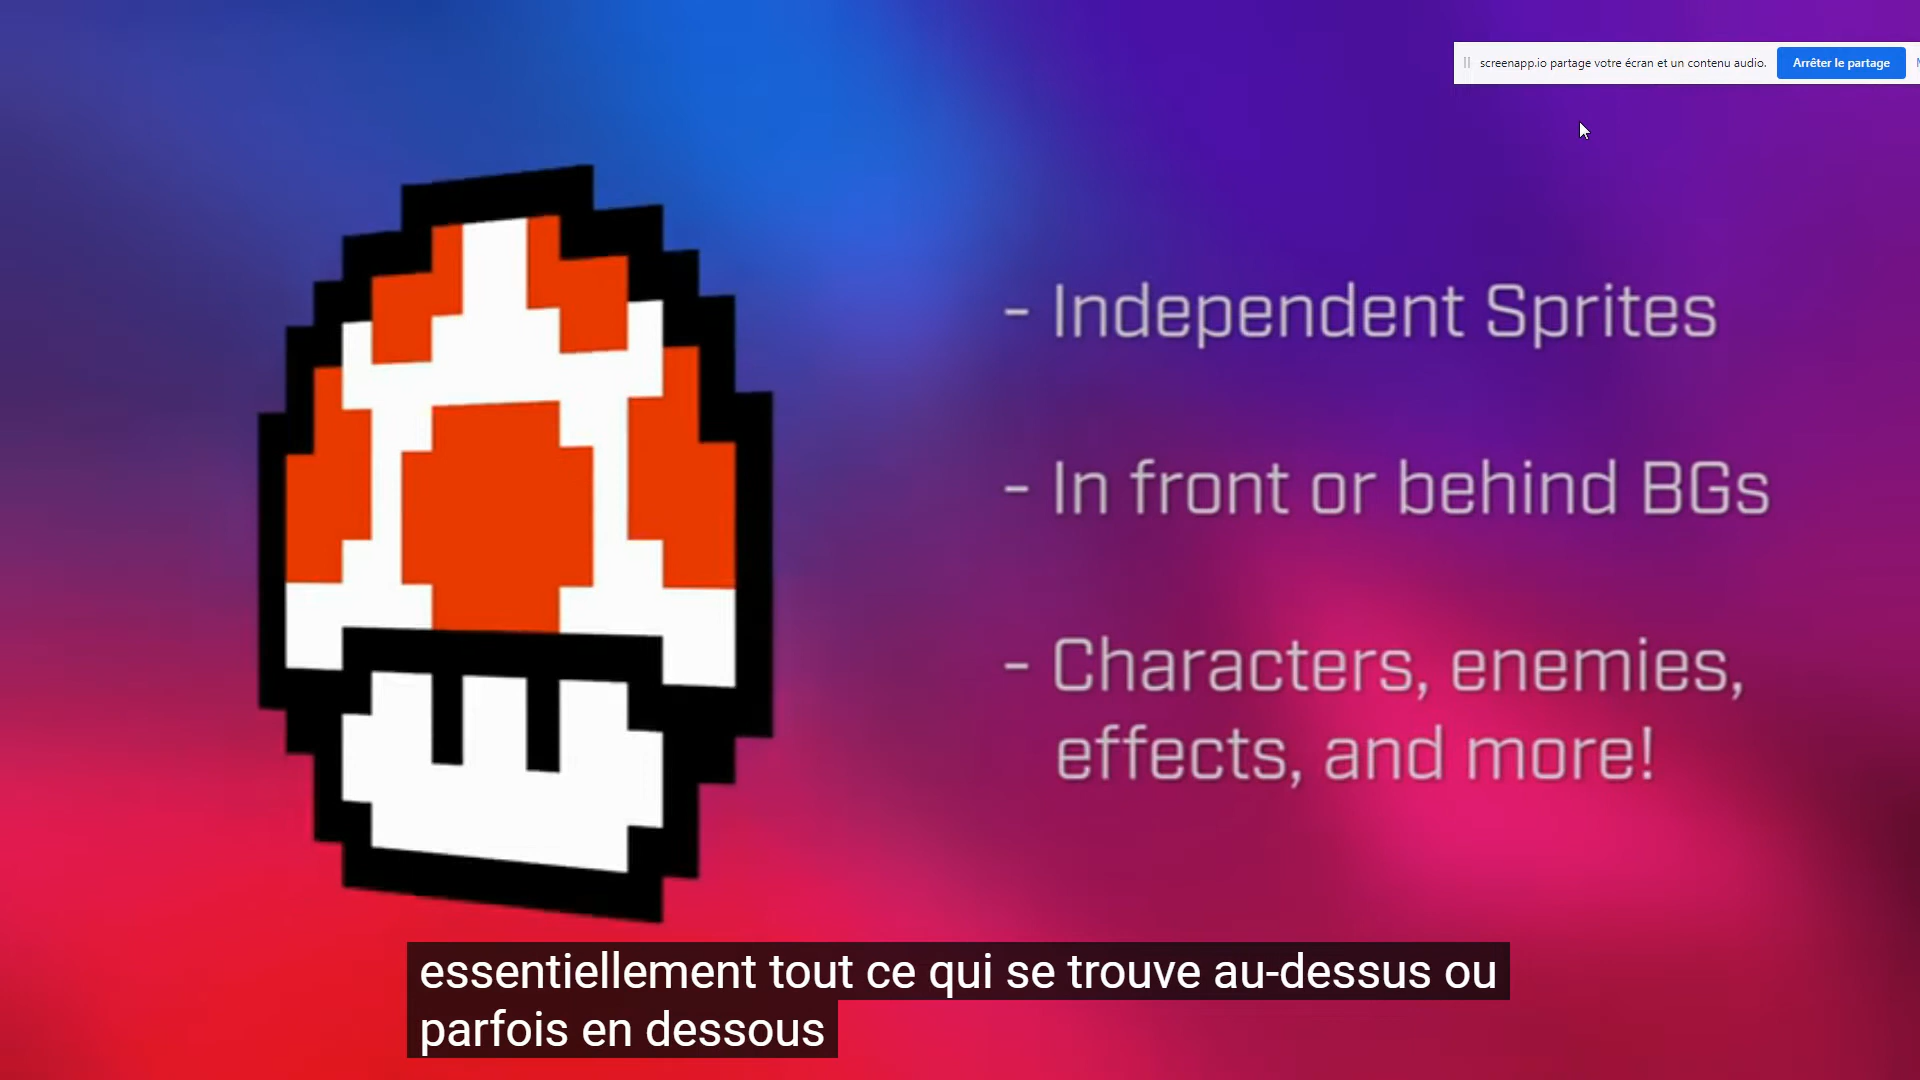 screenapp.io partage votre écran et un contenu audio.
Arrêter le partage
- Independent Sprites
- In front or behind BGs
- Characters, enemies,
effects, and more!
essentiellement tout ce qui se trouve au-dessus ou
parfois en dessous